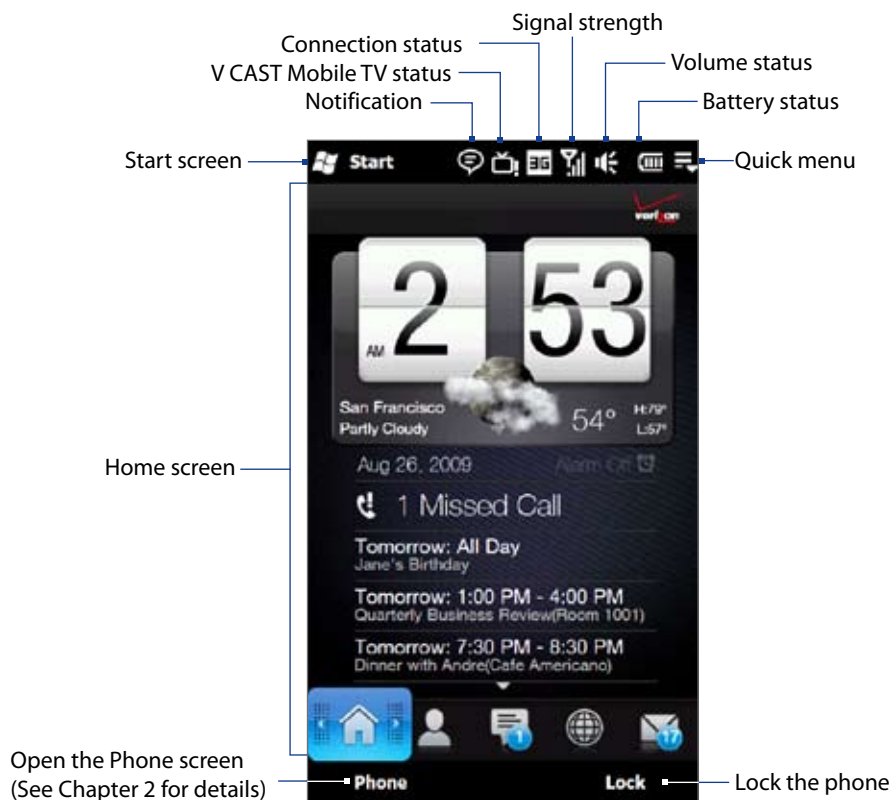 Signal strength
Connection status
Volume status
V CAST Mobile TV status
Notification
Battery status
Start screen
Start
3G
Quick menu
verizon
2
53
AM
San Francisco
Partly Cloudy
54°
H:79°
L:57°
Home screen
Aug 26, 2009
Alarm Off
1 Missed Call
Tomorrow: All Day
Jane's Birthday
Tomorrow: 1:00 PM - 4:00 PM
Quarterly Business Review(Room 1001)
Tomorrow: 7:30 PM - 8:30 PM
Dinner with Andre(Cafe Americano)
1
17
Open the Phone screen
(See Chapter 2 for details)
Phone
Lock
Lock the phone